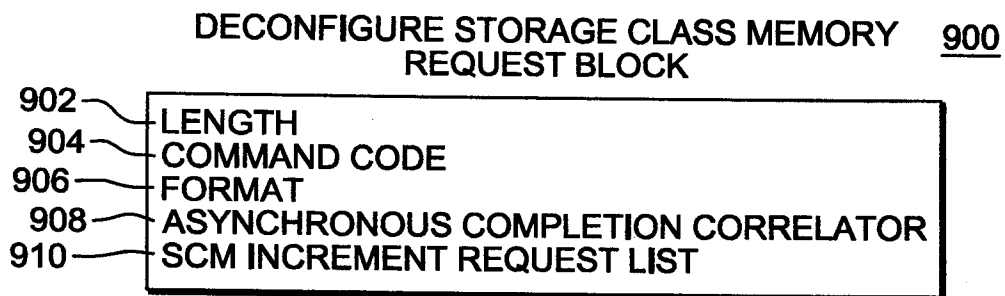 DECONFIGURE STORAGE CLASS MEMORY 900
REQUEST BLOCK
902 LENGTH
904 COMMAND CODE
906 FORMAT
908 ASYNCHRONOUS COMPLETION CORRELATOR
910 SCM INCREMENT REQUEST LIST